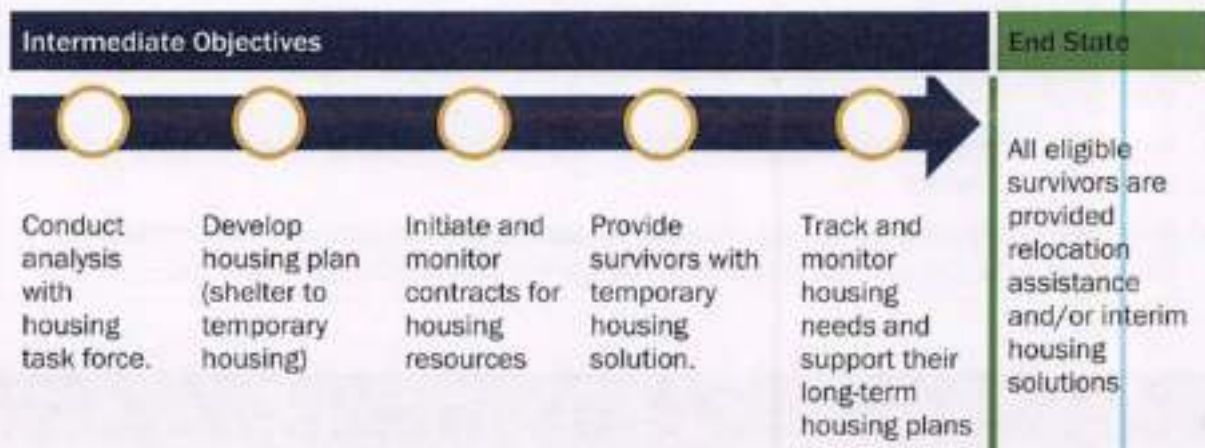 Intermediate Objectives
End State
Conduct
analysis
with
housing
task force.
Develop
housing plan
(shelter to
temporary
housing)
Initiate and
monitor
contracts for
housing
resources
Provide
survivors with
temporary
housing
solution.
Track and
monitor
housing
needs and
support their
long-term
housing plans
All eligible
survivors are
provided
relocation
assistance
and/or interim
housing
solutions